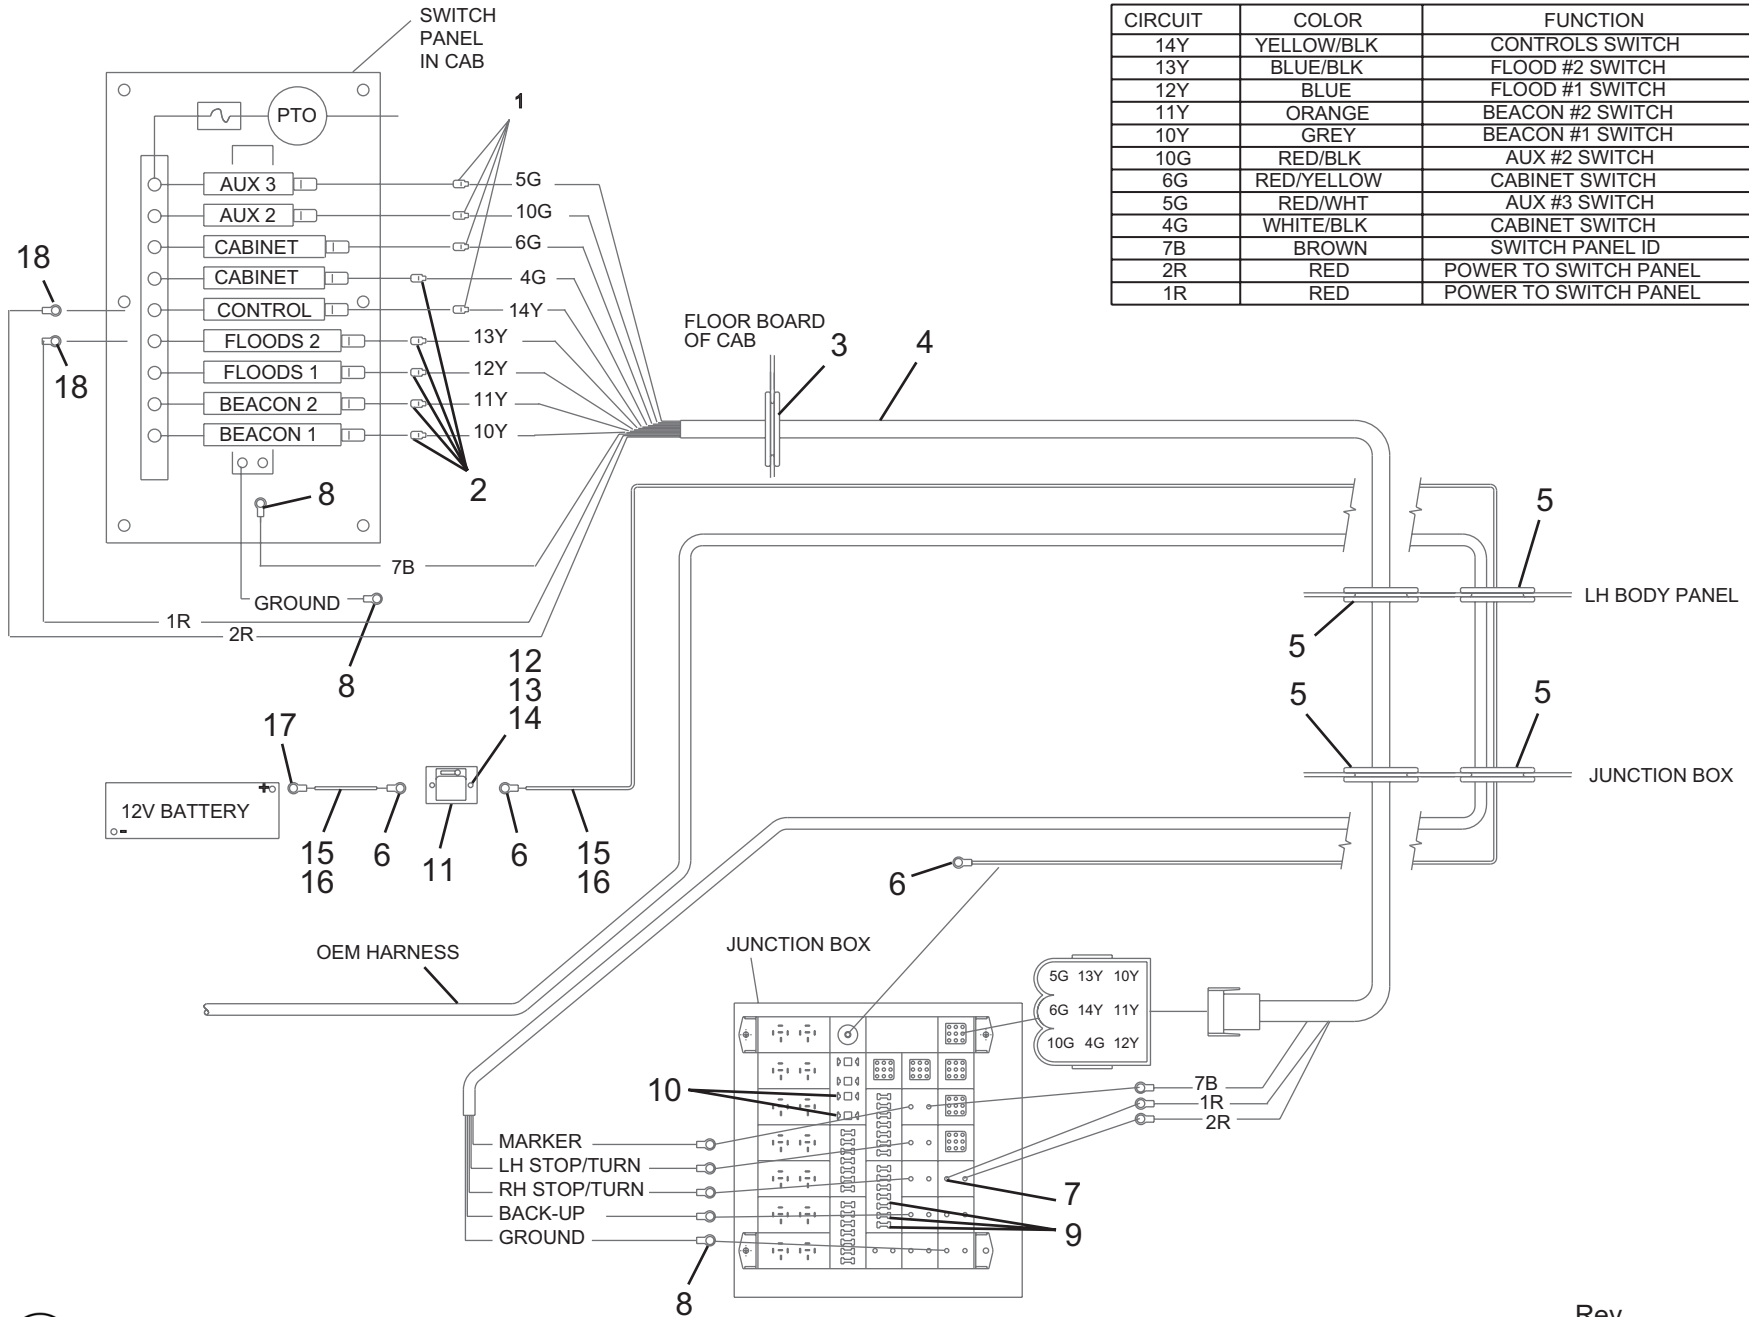 SWITCH
PANEL
IN CAB
CIRCUIT COLOR FUNCTION
14Y YELLOW/BLK CONTROLS SWITCH
13Y BLUE/BLK FLOOD #2 SWITCH
12Y BLUE FLOOD #1 SWITCH
11Y ORANGE BEACON #2 SWITCH
10Y GREY BEACON #1 SWITCH
10G RED/BLK AUX #2 SWITCH
6G RED/YELLOW CABINET SWITCH
5G RED/WHT AUX #3 SWITCH
4G WHITE/BLK CABINET SWITCH
7B BROWN SWITCH PANEL ID
2R RED POWER TO SWITCH PANEL
1R RED POWER TO SWITCH PANEL
1
PTO
AUX 3 5G
AUX 2 10G
CABINET 6G
18
CABINET 4G
CONTROL 14Y
FLOODS 2 13Y
18
FLOODS 1 12Y
BEACON 2 11Y
BEACON 1 10Y
FLOOR BOARD
OF CAB
3
4
2
8
5
7B
GROUND
LH BODY PANEL
1R
2R
5
8
12
13
14
5
5
17
JUNCTION BOX
12V BATTERY
+
-
15
16
6
11
6
15
16
6
OEM HARNESS
JUNCTION BOX
5G 13Y 10Y
6G 14Y 11Y
10G 4G 12Y
10
7B
1R
2R
MARKER
LH STOP/TURN
RH STOP/TURN
BACK-UP
GROUND
7
9
8
Rev